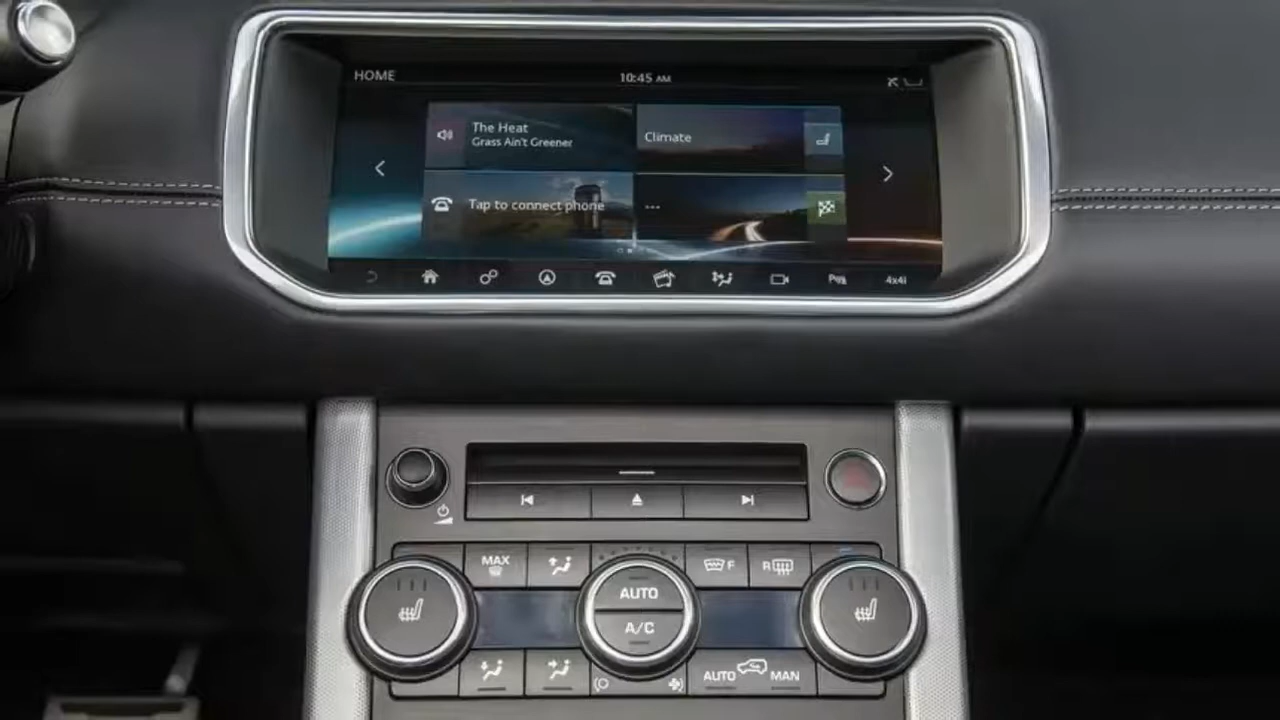 HOME
10:45 AM
The Heat
Grass Ain't Greener
Climate
Tap to connect phone
...
4x4i
MAX
F
R
AUTO
A/C
AUTO
MAN